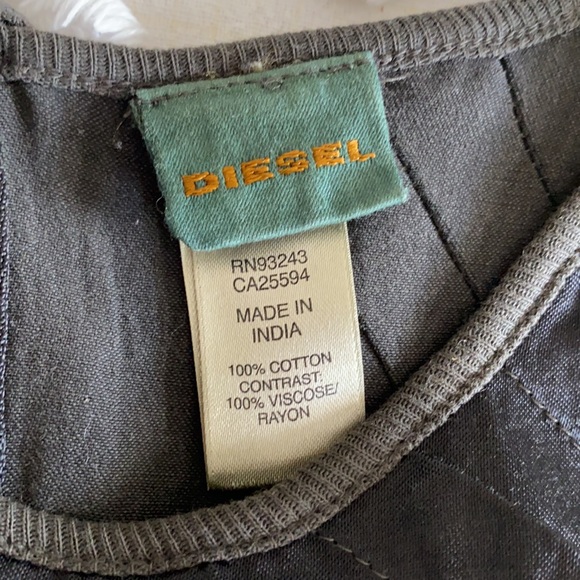 DIESEL
RN93243
CA25594
MADE IN
INDIA
100% COTTON
CONTRAST:
100% VISCOSE/
RAYON